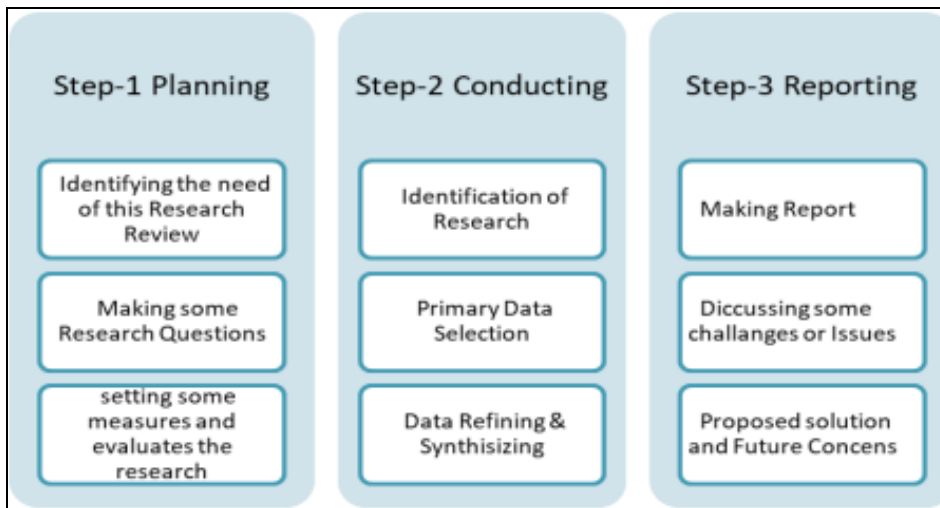 Step-1 Planning
Identifying the need
of this Research
Review
Making some
Research Questions
setting some
measures and
evaluates the
research
Step-2 Conducting
Identification of
Research
Primary Data
Selection
Data Refining &
Synthisizing
Step-3 Reporting
Making Report
Diccussing some
challanges or Issues
Proposed solution
and Future Concens